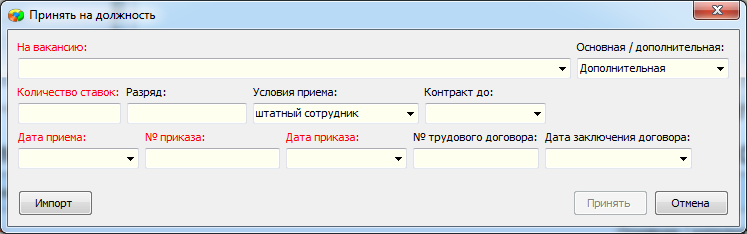 Принять на должность
На вакансию: Основная / дополнительная:
Дополнительная
Количество ставок: Разряд: Условия приема: Контракт до:
штатный сотрудник
Дата приема: № приказа: Дата приказа: № трудового договора: Дата заключения договора:
Импорт Принять Отмена